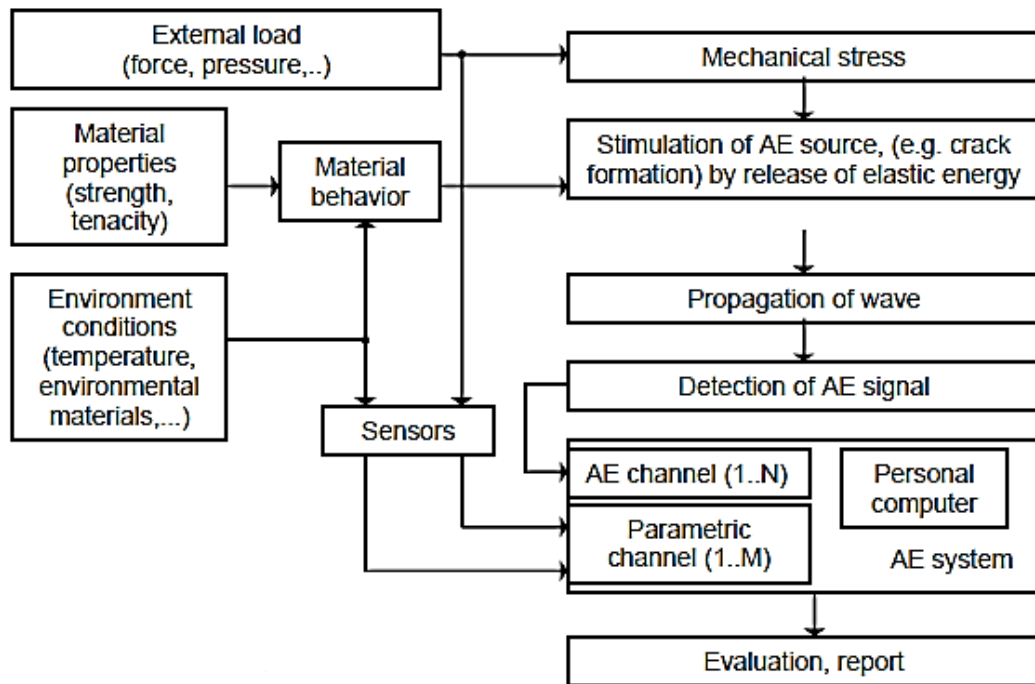 External load
(force, pressure,..)
Mechanical stress
Material
properties
(strength,
tenacity)
Material
behavior
Stimulation of AE source, (e.g. crack
formation) by release of elastic energy
Environment
conditions
(temperature,
environmental
materials,...)
Propagation of wave
Detection of AE signal
Sensors
AE channel (1..N)
Personal
computer
Parametric
channel (1..M)
AE system
Evaluation, report